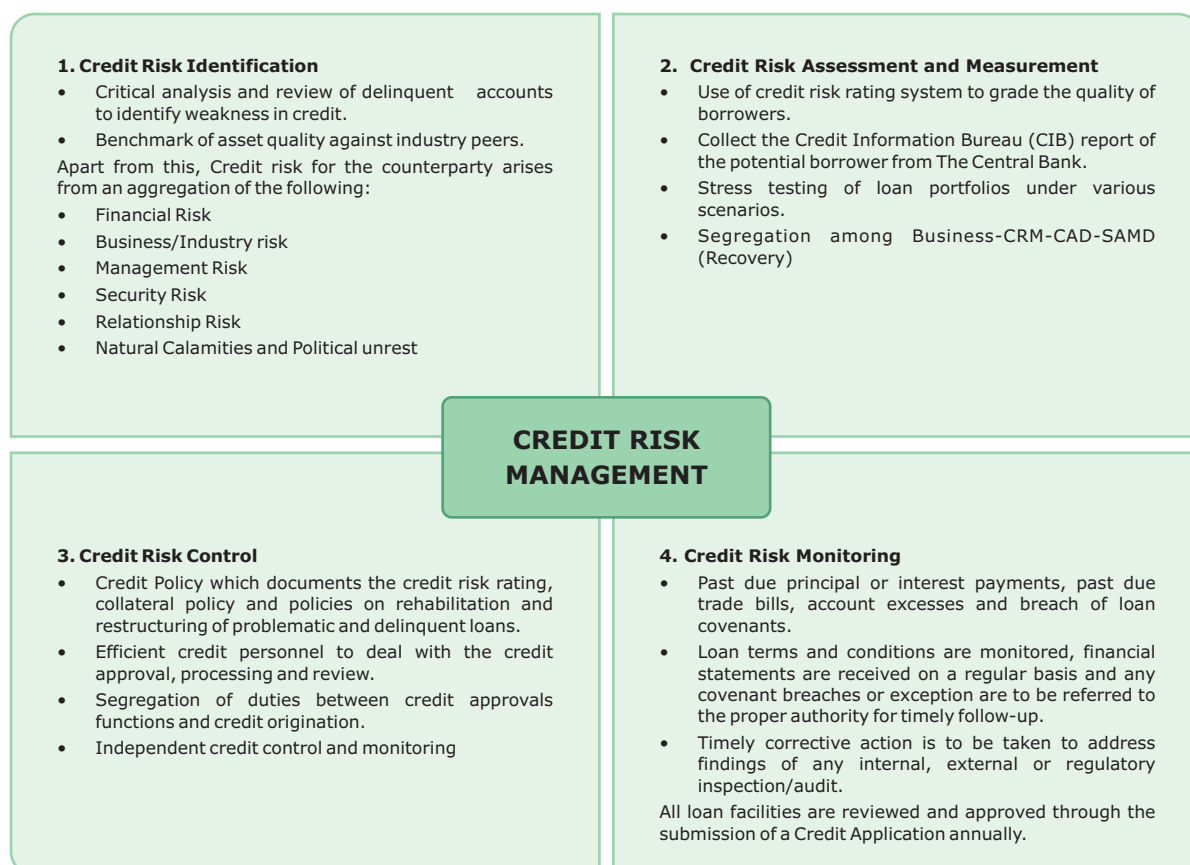 1. Credit Risk Identification
• Critical analysis and review of delinquent accounts
to identify weakness in credit.
• Benchmark of asset quality against industry peers.
Apart from this, Credit risk for the counterparty arises
from an aggregation of the following:
• Financial Risk
• Business/Industry risk
• Management Risk
• Security Risk
• Relationship Risk
• Natural Calamities and Political unrest
2. Credit Risk Assessment and Measurement
• Use of credit risk rating system to grade the quality of
borrowers.
• Collect the Credit Information Bureau (CIB) report of
the potential borrower from The Central Bank.
• Stress testing of loan portfolios under various
scenarios.
• Segregation among Business-CRM-CAD-SAMD
(Recovery)
CREDIT RISK
MANAGEMENT
3. Credit Risk Control
• Credit Policy which documents the credit risk rating,
collateral policy and policies on rehabilitation and
restructuring of problematic and delinquent loans.
• Efficient credit personnel to deal with the credit
approval, processing and review.
• Segregation of duties between credit approvals
functions and credit origination.
• Independent credit control and monitoring
4. Credit Risk Monitoring
• Past due principal or interest payments, past due
trade bills, account excesses and breach of loan
covenants.
• Loan terms and conditions are monitored, financial
statements are received on a regular basis and any
covenant breaches or exception are to be referred to
the proper authority for timely follow-up.
• Timely corrective action is to be taken to address
findings of any internal, external or regulatory
inspection/audit.
All loan facilities are reviewed and approved through the
submission of a Credit Application annually.